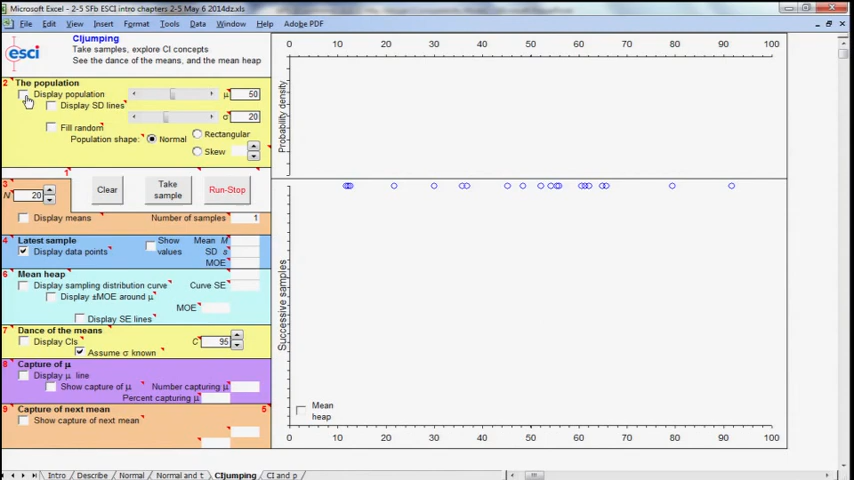 Microsoft Excel - 2-5 SFb ESCI intro chapters 2-5 May 6 2014dz.xls
File Edit View Insert Format Tools Data Window Help Adobe PDF
esci
CIjumping
Take samples, explore CI concepts
See the dance of the means, and the mean heap
2 The population
Display population μ 50
Display SD lines σ 20
Fill random
Population shape: Normal Rectangular
Skew
1
3
N 20 Clear Take sample Run-Stop
Display means Number of samples 1
4 Latest sample
Display data points Show values Mean M
SD s
MOE
6 Mean heap
Display sampling distribution curve Curve SE
Display ±MOE around μ
MOE
Display SE lines
7 Dance of the means
Display CIs C 95
Assume σ known
8 Capture of μ
Display μ line
Show capture of μ Number capturing μ
Percent capturing μ
9 Capture of next mean 5
Show capture of next mean
0 10 20 30 40 50 60 70 80 90 100
Probability density
Successive samples
Mean heap
0 10 20 30 40 50 60 70 80 90 100
Intro Describe Normal Normal and t CIjumping CI and p